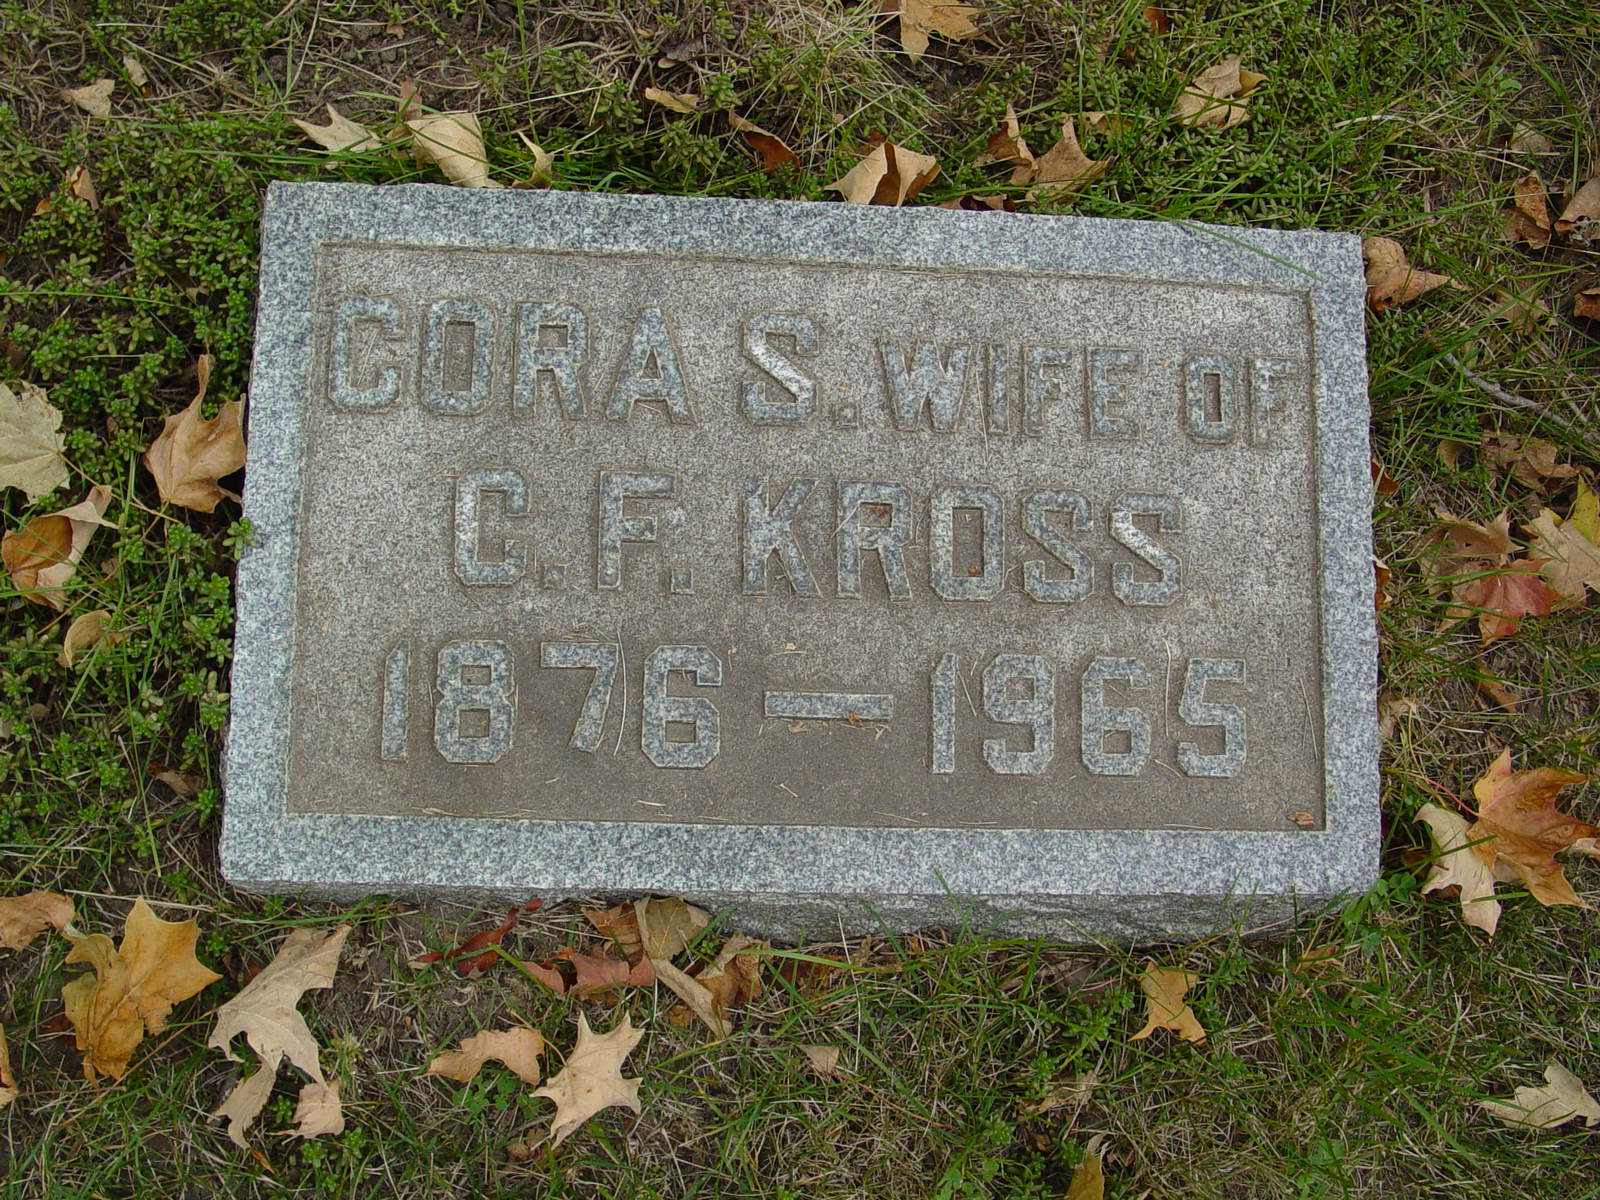 CORA S. WIFE OF
C. F. KROSS
1876 — 1965